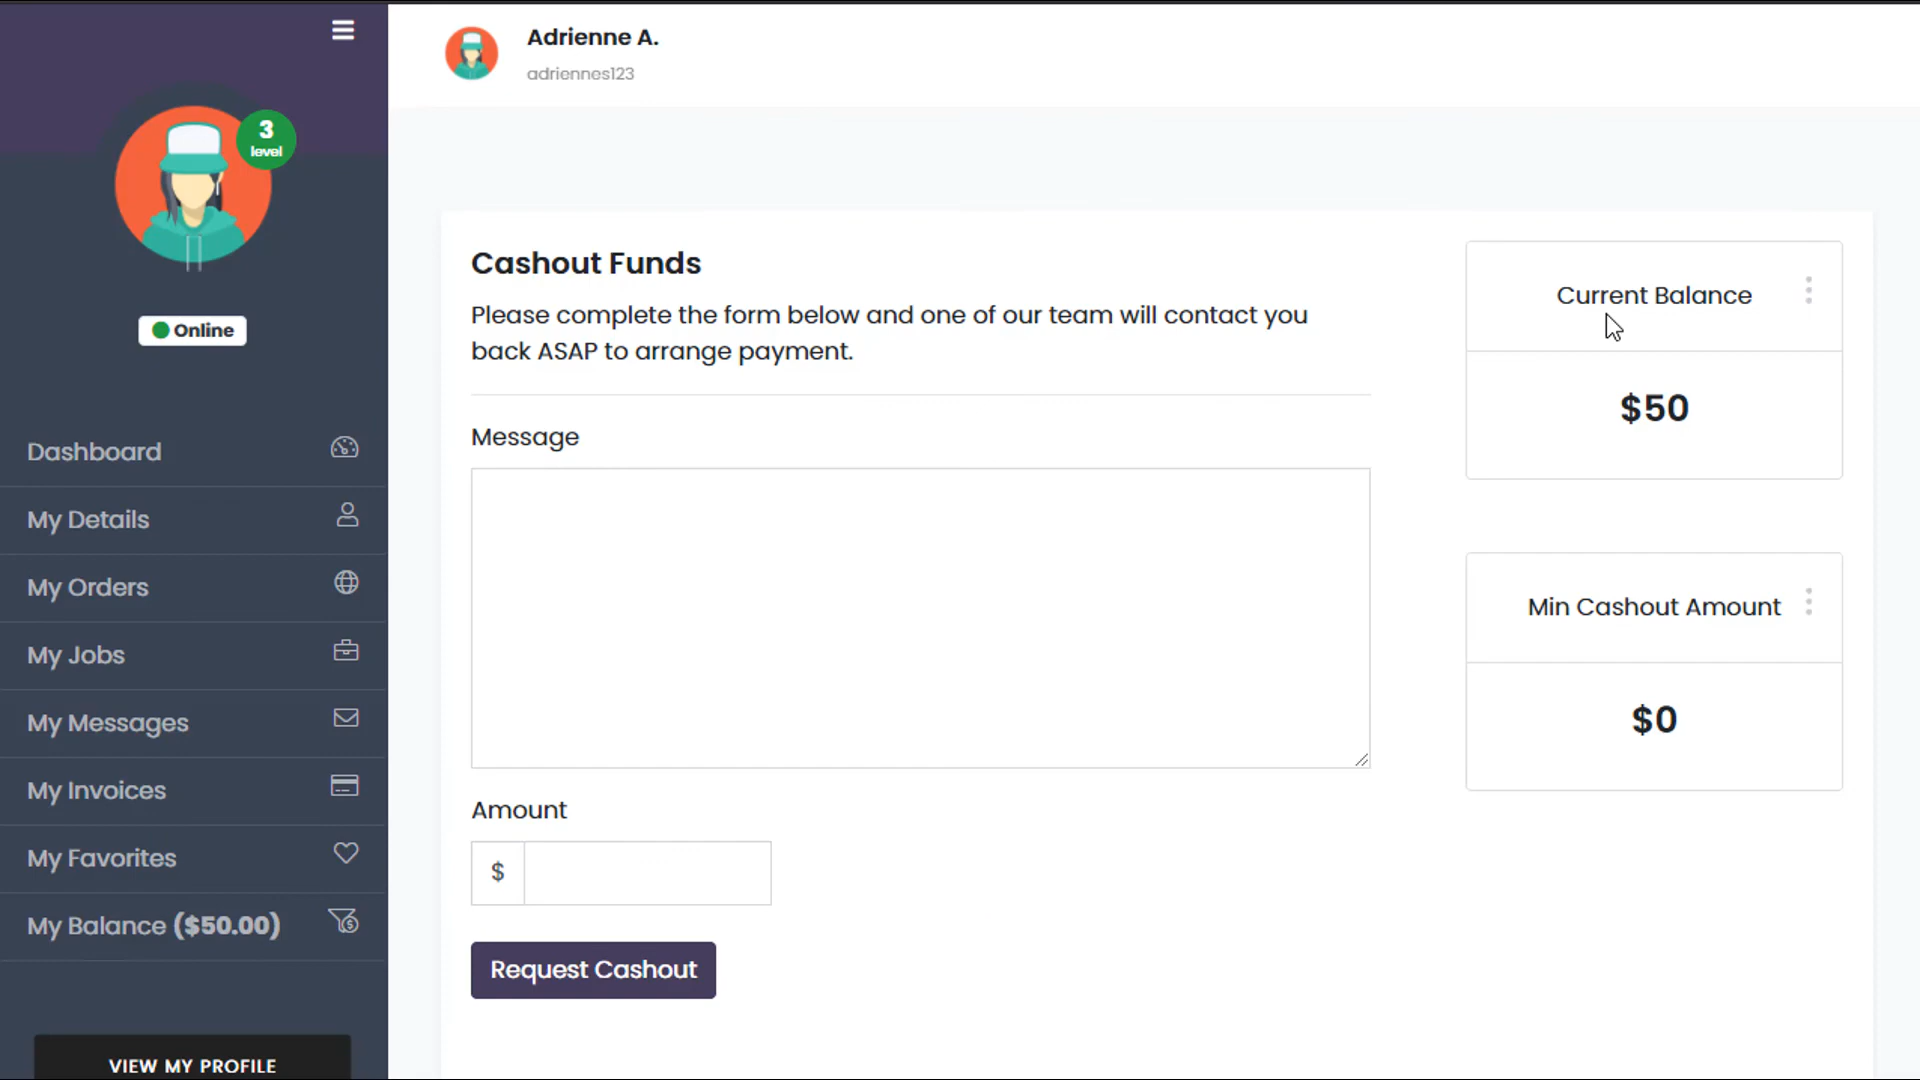 3
level
Online
Dashboard
My Details
My Orders
My Jobs
My Messages
My Invoices
My Favorites
My Balance ($50.00)
VIEW MY PROFILE
Adrienne A.
adriennes123
Cashout Funds
Please complete the form below and one of our team will contact you
back ASAP to arrange payment.
Message
Amount
$
Request Cashout
Current Balance
$50
Min Cashout Amount
$0